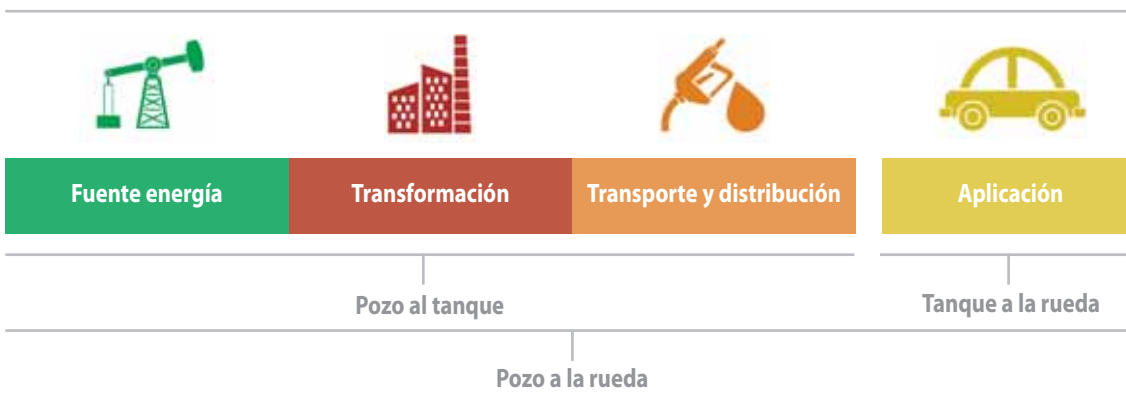 Fuente energía
Transformación
Transporte y distribución
Aplicación
Pozo al tanque
Tanque a la rueda
Pozo a la rueda